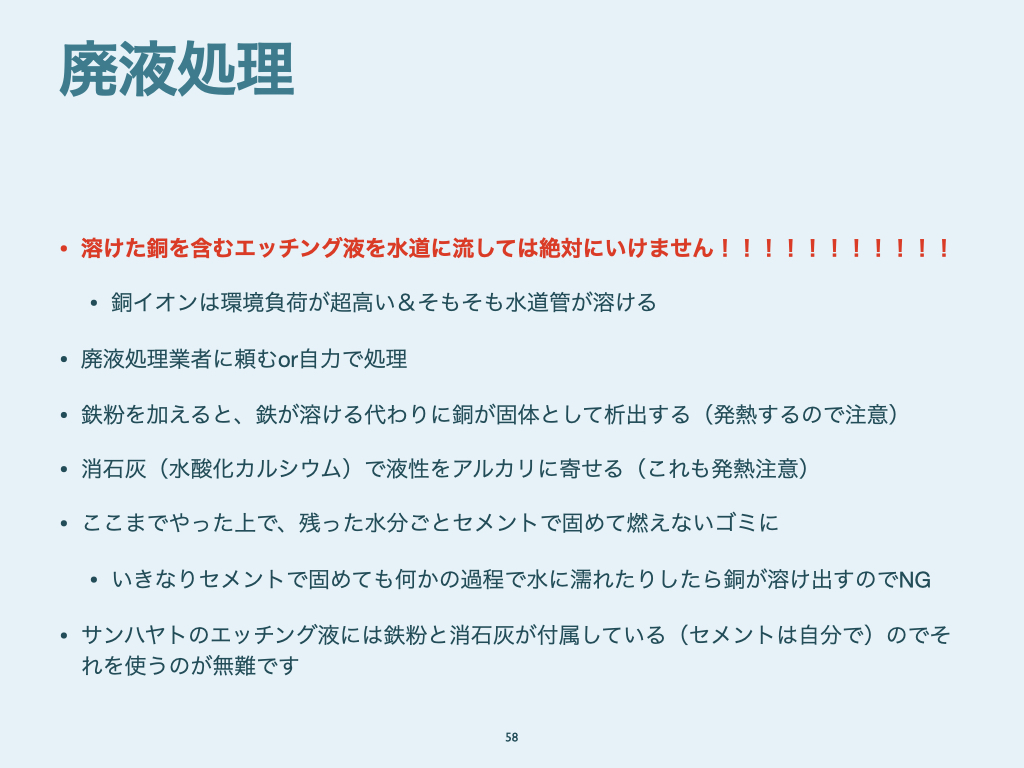 廃液処理
• 溶けた銅を含むエッチング液を水道に流しては絶対にいけません！！！！！！！！！！！
• 銅イオンは環境負荷が超高い＆そもそも水道管が溶ける
• 廃液処理業者に頼むor自力で処理
• 鉄粉を加えると、鉄が溶ける代わりに銅が固体として析出する（発熱するので注意）
• 消石灰（水酸化カルシウム）で液性をアルカリに寄せる（これも発熱注意）
• ここまでやった上で、残った水分ごとセメントで固めて燃えないゴミに
• いきなりセメントで固めても何かの過程で水に濡れたりしたら銅が溶け出すのでNG
• サンハヤトのエッチング液には鉄粉と消石灰が付属している（セメントは自分で）のでそ
れを使うのが無難です
58